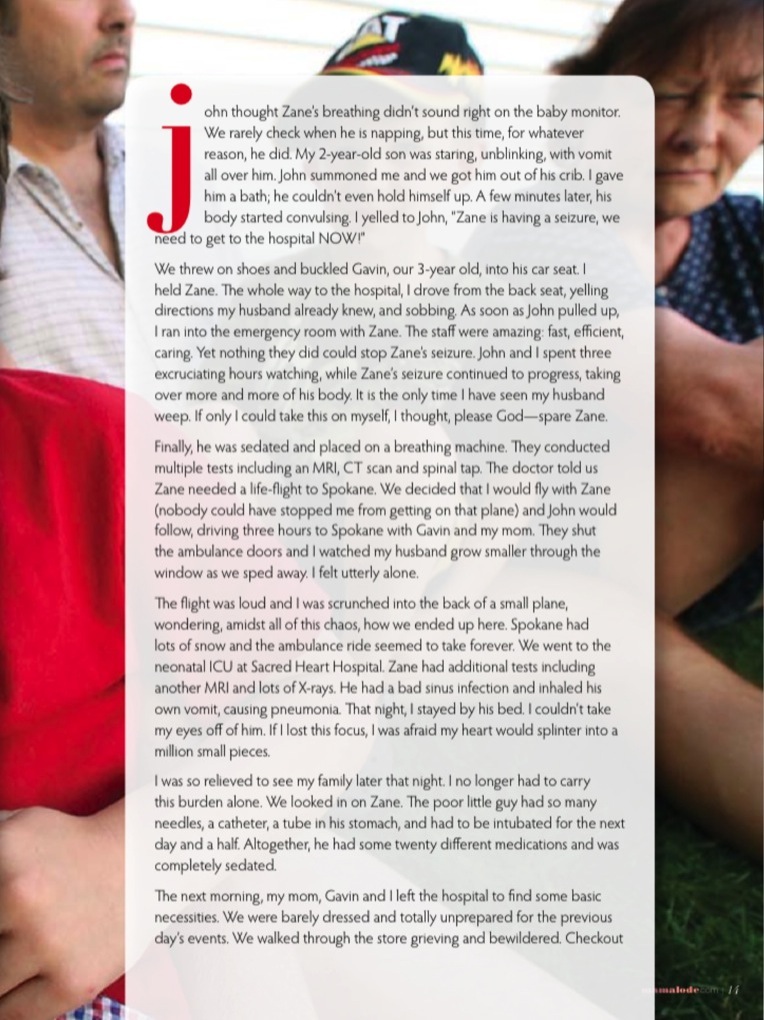 CAT
john thought Zane's breathing didn't sound right on the baby monitor.
We rarely check when he is napping, but this time, for whatever
reason, he did. My 2-year-old son was staring, unblinking, with vomit
all over him. John summoned me and we got him out of his crib. I gave
him a bath; he couldn't even hold himself up. A few minutes later, his
body started convulsing. I yelled to John, "Zane is having a seizure, we
need to get to the hospital NOW!"
We threw on shoes and buckled Gavin, our 3-year old, into his car seat. I
held Zane. The whole way to the hospital, I drove from the back seat, yelling
directions my husband already knew, and sobbing. As soon as John pulled up,
I ran into the emergency room with Zane. The staff were amazing: fast, efficient,
caring. Yet nothing they did could stop Zane's seizure. John and I spent three
excruciating hours watching, while Zane's seizure continued to progress, taking
over more and more of his body. It is the only time I have seen my husband
weep. If only I could take this on myself, I thought, please God—spare Zane.
Finally, he was sedated and placed on a breathing machine. They conducted
multiple tests including an MRI, CT scan and spinal tap. The doctor told us
Zane needed a life-flight to Spokane. We decided that I would fly with Zane
(nobody could have stopped me from getting on that plane) and John would
follow, driving three hours to Spokane with Gavin and my mom. They shut
the ambulance doors and I watched my husband grow smaller through the
window as we sped away. I felt utterly alone.
The flight was loud and I was scrunched into the back of a small plane,
wondering, amidst all of this chaos, how we ended up here. Spokane had
lots of snow and the ambulance ride seemed to take forever. We went to the
neonatal ICU at Sacred Heart Hospital. Zane had additional tests including
another MRI and lots of X-rays. He had a bad sinus infection and inhaled his
own vomit, causing pneumonia. That night, I stayed by his bed. I couldn't take
my eyes off of him. If I lost this focus, I was afraid my heart would splinter into a
million small pieces.
I was so relieved to see my family later that night. I no longer had to carry
this burden alone. We looked in on Zane. The poor little guy had so many
needles, a catheter, a tube in his stomach, and had to be intubated for the next
day and a half. Altogether, he had some twenty different medications and was
completely sedated.
The next morning, my mom, Gavin and I left the hospital to find some basic
necessities. We were barely dressed and totally unprepared for the previous
day's events. We walked through the store grieving and bewildered. Checkout
mamalode.com 14